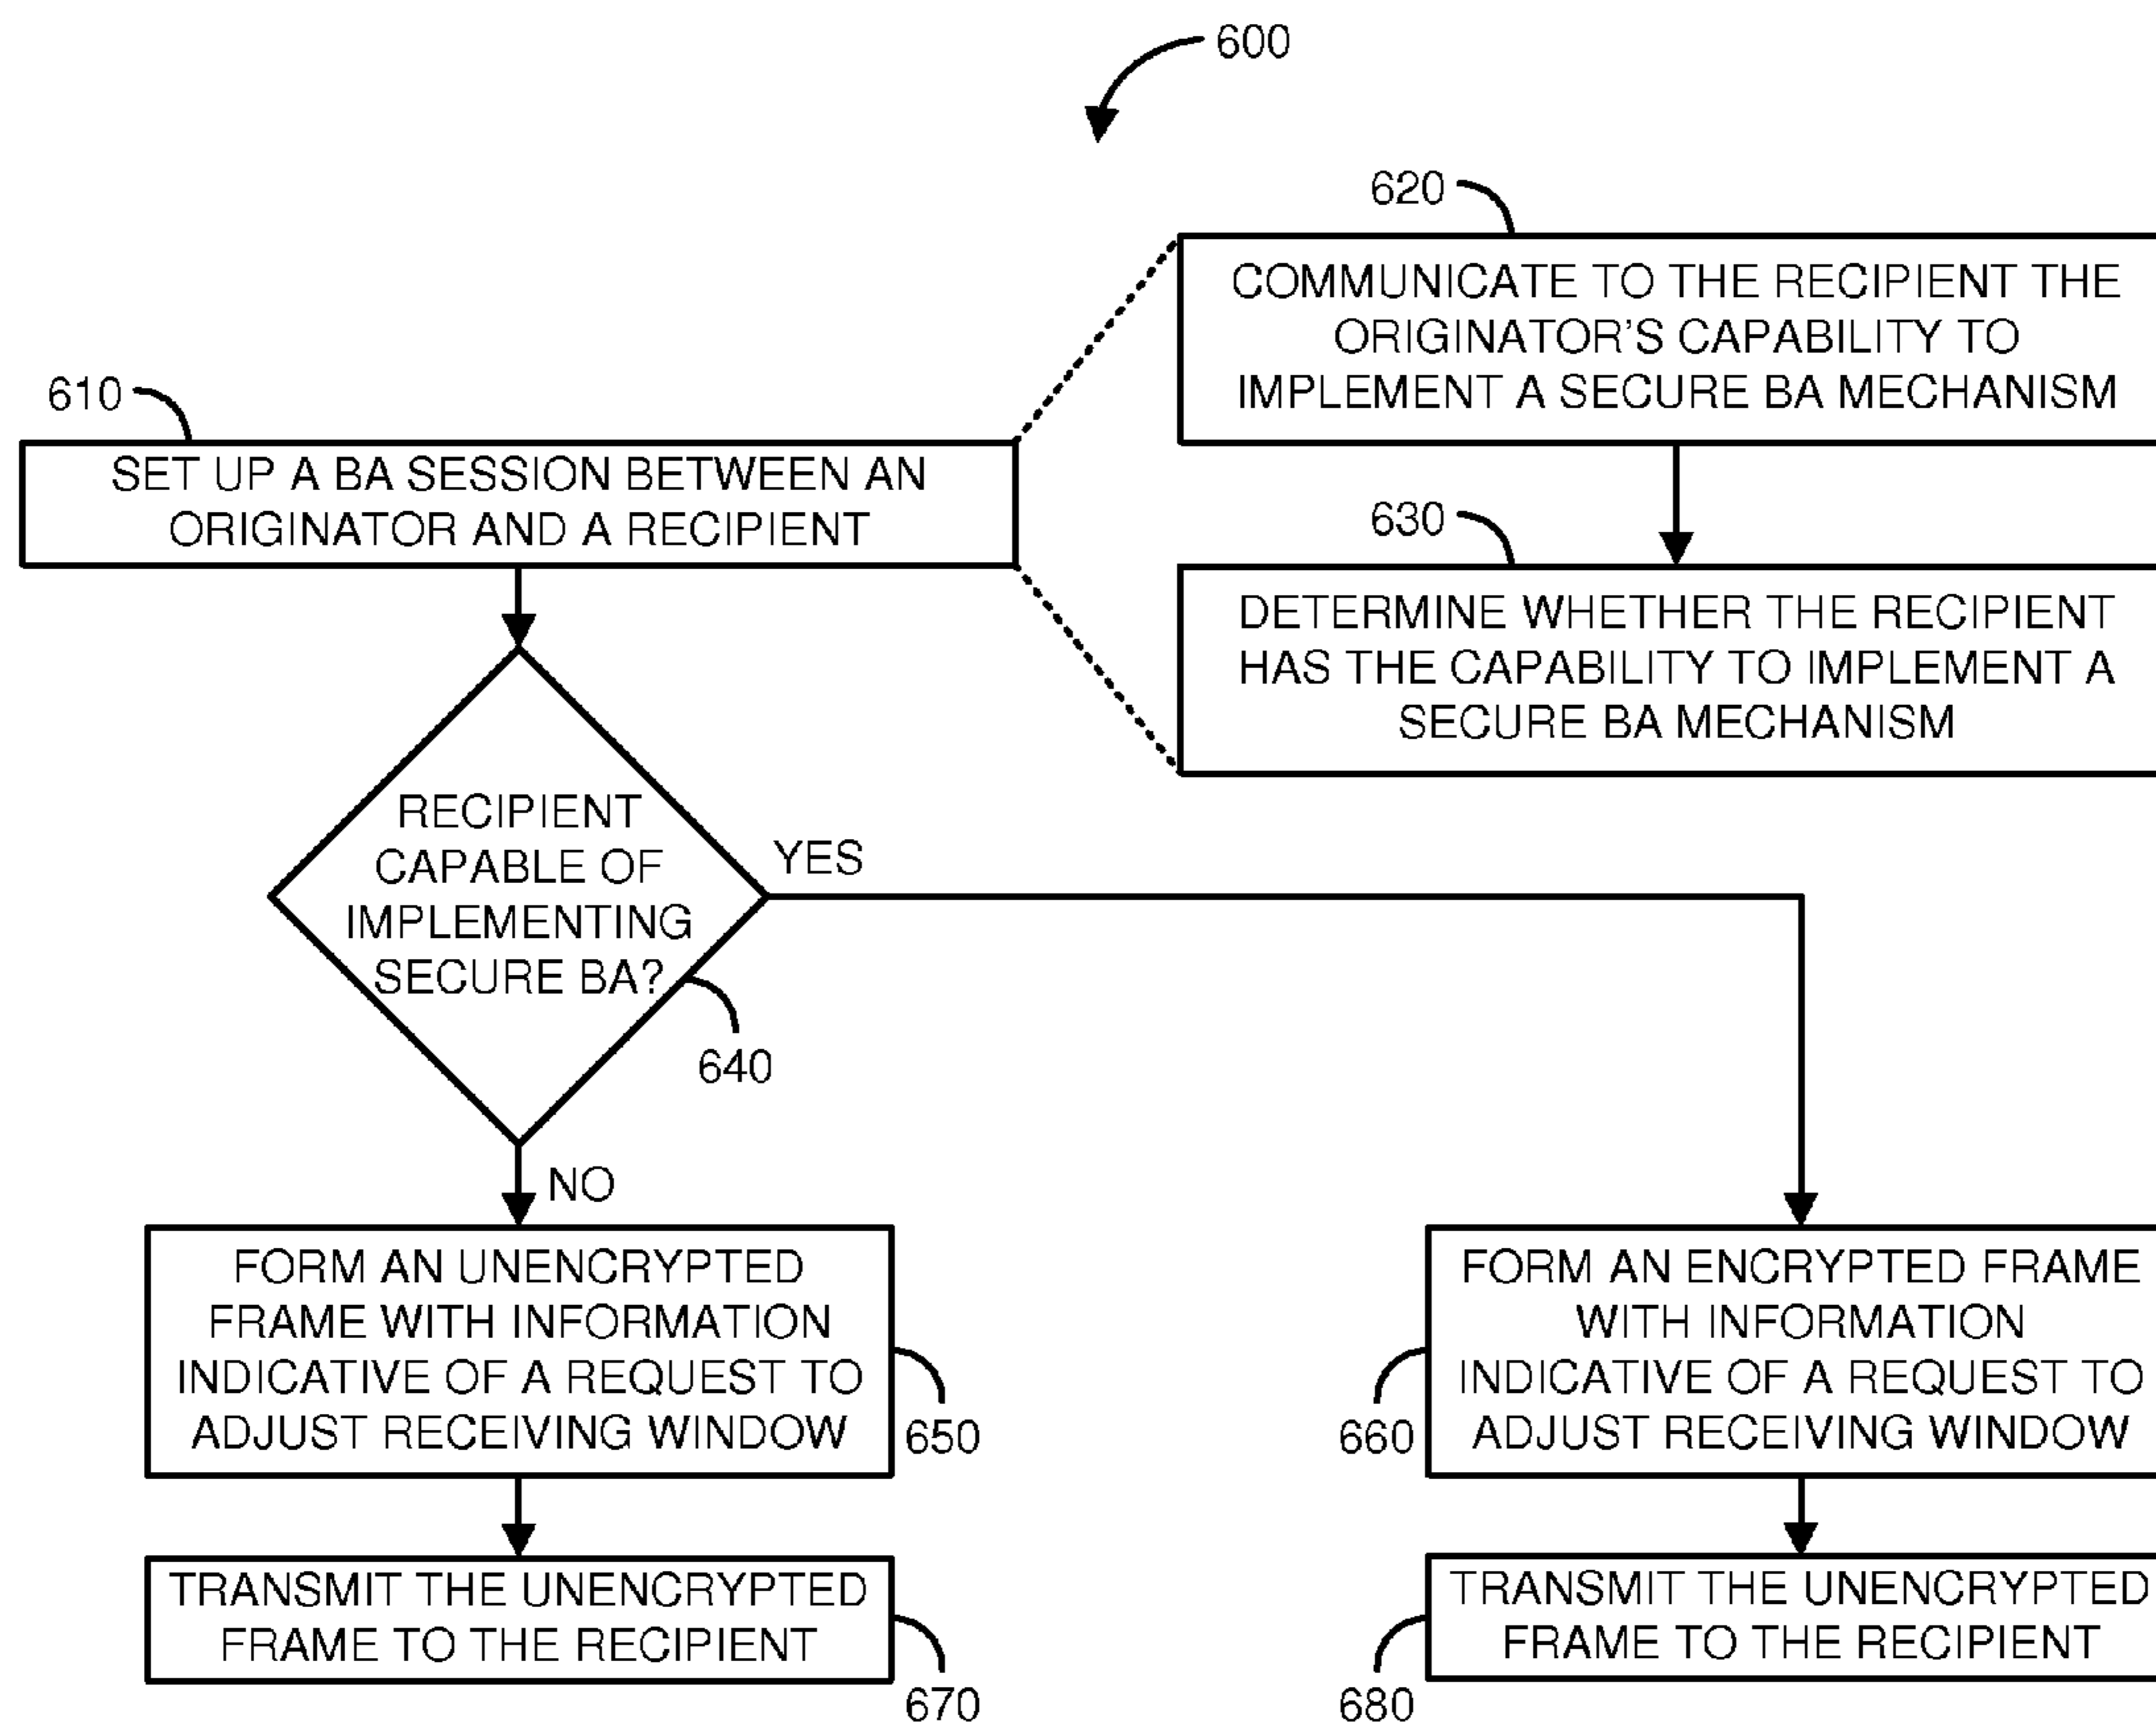 600
620
COMMUNICATE TO THE RECIPIENT THE
ORIGINATOR'S CAPABILITY TO
IMPLEMENT A SECURE BA MECHANISM
610
SET UP A BA SESSION BETWEEN AN
ORIGINATOR AND A RECIPIENT
630
DETERMINE WHETHER THE RECIPIENT
HAS THE CAPABILITY TO IMPLEMENT A
SECURE BA MECHANISM
RECIPIENT
CAPABLE OF
IMPLEMENTING
SECURE BA?
YES
640
NO
FORM AN UNENCRYPTED
FRAME WITH INFORMATION
INDICATIVE OF A REQUEST TO
ADJUST RECEIVING WINDOW
650
FORM AN ENCRYPTED FRAME
WITH INFORMATION
INDICATIVE OF A REQUEST TO
ADJUST RECEIVING WINDOW
660
TRANSMIT THE UNENCRYPTED
FRAME TO THE RECIPIENT
670
TRANSMIT THE UNENCRYPTED
FRAME TO THE RECIPIENT
680